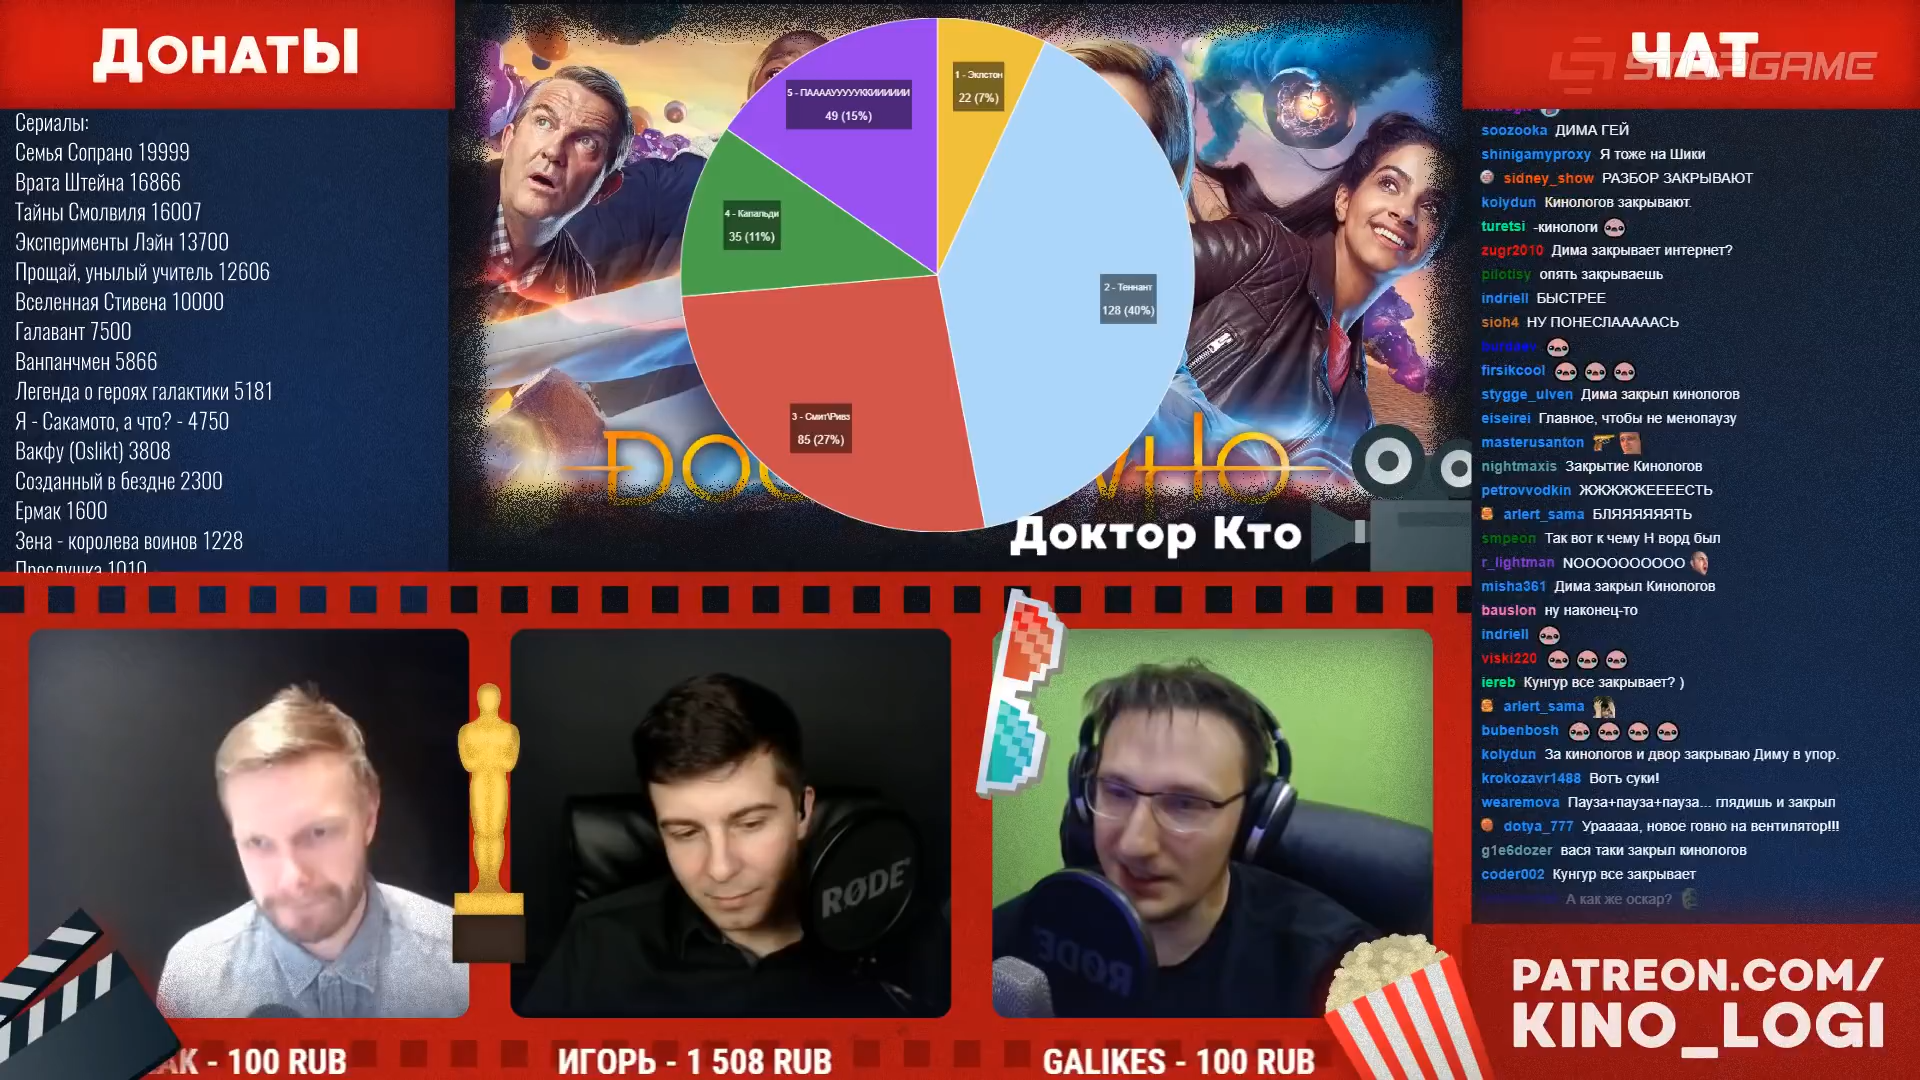 ДОНАТЫ
Сериалы:
Семья Сопрано 19999
Врата Штейна 16866
Тайны Смолвиля 16007
Эксперименты Лэйн 13700
Прощай, унылый учитель 12606
Вселенная Стивена 10000
Галавант 7500
Ванпанчмен 5866
Легенда о героях галактики 5181
Я - Сакамото, а что? - 4750
Вакфу (Oslikt) 3808
Созданный в бездне 2300
Ермак 1600
Зена - королева воинов 1228
Прослушка 1010
1 - Эклстон
22 (7%)
5 - ПААААУУУУУККИИИИИИ
49 (15%)
4 - Капальди
35 (11%)
2 - Теннант
128 (40%)
3 - Смит\Ривз
85 (27%)
Доктор Кто
ЧАТ
STOPGAME
soozooka ДИМА ГЕЙ
shinigamyproxy Я тоже на Шики
sidney_show РАЗБОР ЗАКРЫВАЮТ
kolydun Кинологов закрывают.
turetsi -кинологи
zugr2010 Дима закрывает интернет?
pilotisy опять закрываешь
indriell БЫСТРЕЕ
sioh4 НУ ПОНЕСЛАААААСЬ
firsikcool
stygge_ulven Дима закрыл кинологов
eiseirei Главное, чтобы не менопаузу
masterusanton
nightmaxis Закрытие Кинологов
petrovvodkin ЖЖЖЖЖЕЕЕЕСТЬ
arlert_sama БЛЯЯЯЯЯЯТЬ
smpeon Так вот к чему Н ворд был
r_lightman NOOOOOOOOOO
misha361 Дима закрыл Кинологов
bauslon ну наконец-то
indriell
viski220
iereb Кунгур все закрывает? )
arlert_sama
bubenbosh
kolydun За кинологов и двор закрываю Диму в упор.
krokozavr1488 Воть суки!
wearemova Пауза+пауза+пауза... глядишь и закрыл
dotya_777 Урааааа, новое говно на вентилятор!!!
g1e6dozer вася таки закрыл кинологов
coder002 Кунгур все закрывает
А как же оскар?
RØDE
АК - 100 RUB
ИГОРЬ - 1 508 RUB
GALIKES - 100 RUB
PATREON.COM/
KINO_LOGI